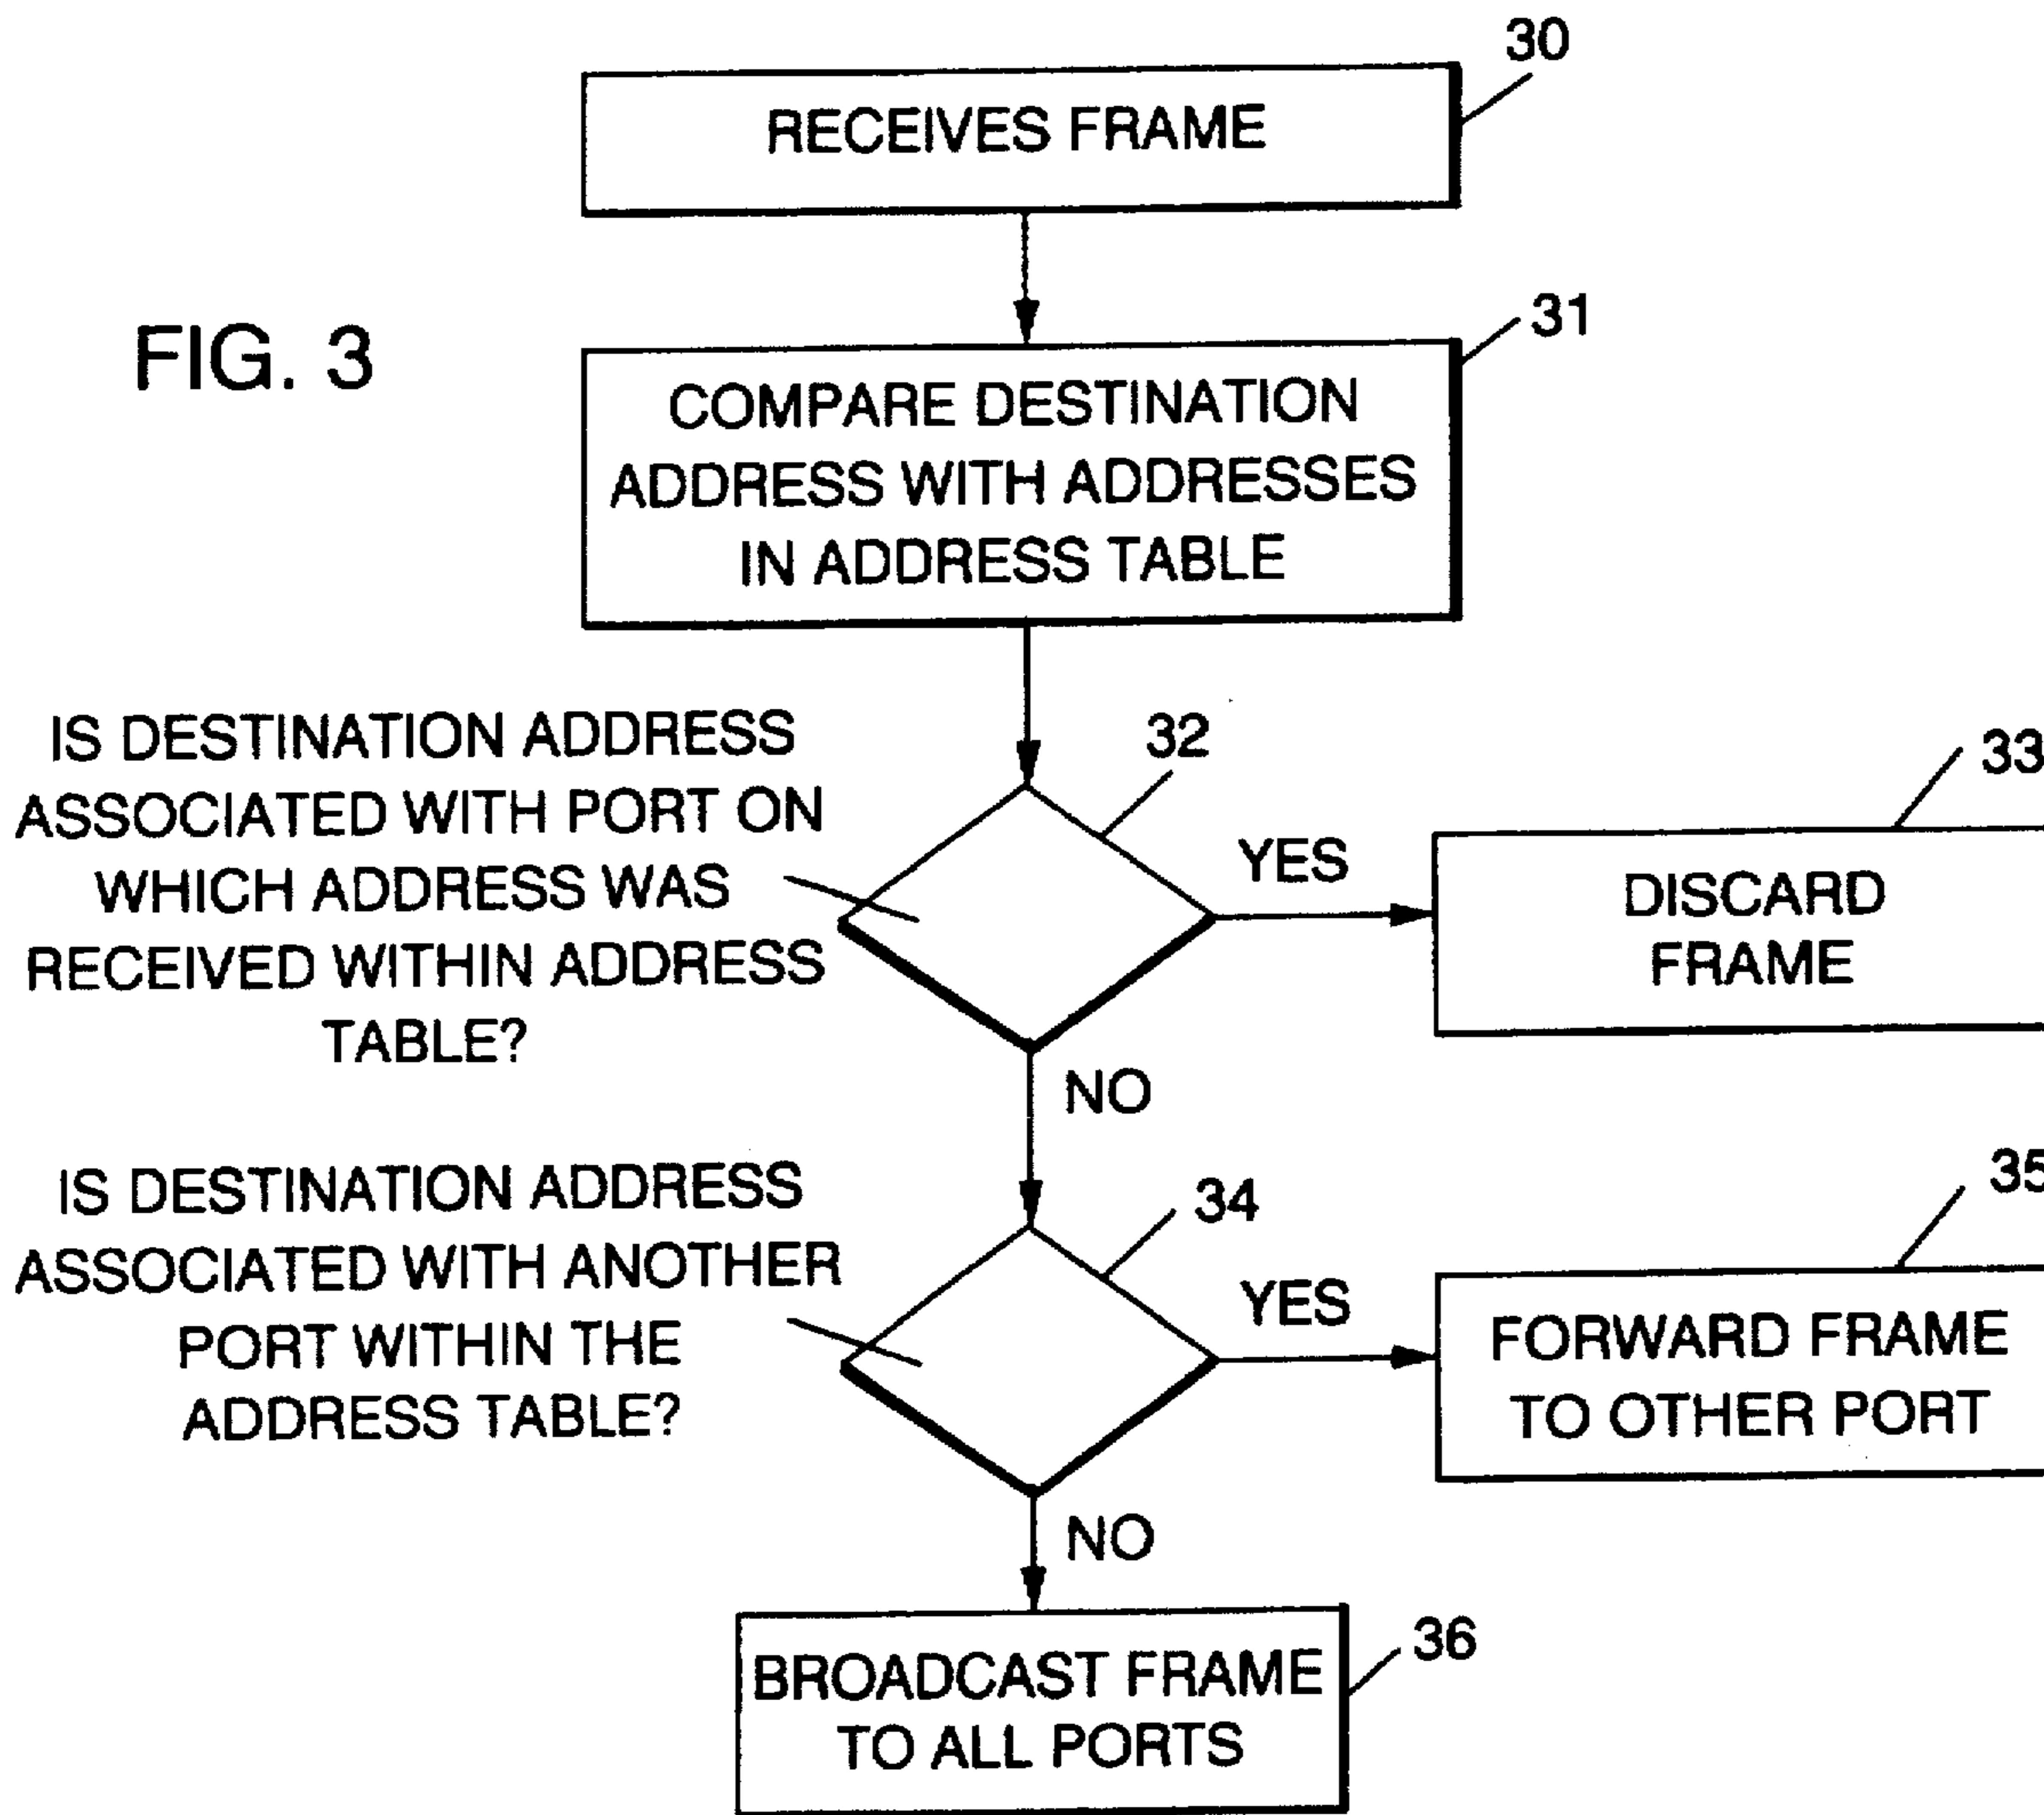 30
RECEIVES FRAME
FIG. 3
31
COMPARE DESTINATION
ADDRESS WITH ADDRESSES
IN ADDRESS TABLE
IS DESTINATION ADDRESS
ASSOCIATED WITH PORT ON
WHICH ADDRESS WAS
RECEIVED WITHIN ADDRESS
TABLE?
32
YES
33
DISCARD
FRAME
NO
IS DESTINATION ADDRESS
ASSOCIATED WITH ANOTHER
PORT WITHIN THE
ADDRESS TABLE?
34
YES
35
FORWARD FRAME
TO OTHER PORT
NO
36
BROADCAST FRAME
TO ALL PORTS